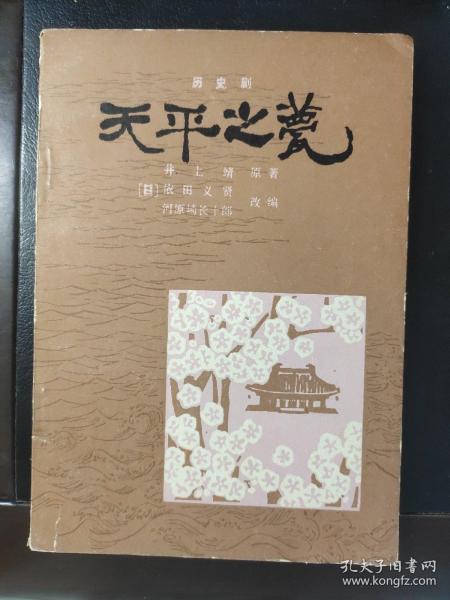 历史剧
天平之甍
井上靖 原著
[日]依田义贤
河原崎长十郎 改编
孔夫子旧书网
www.kongfz.com